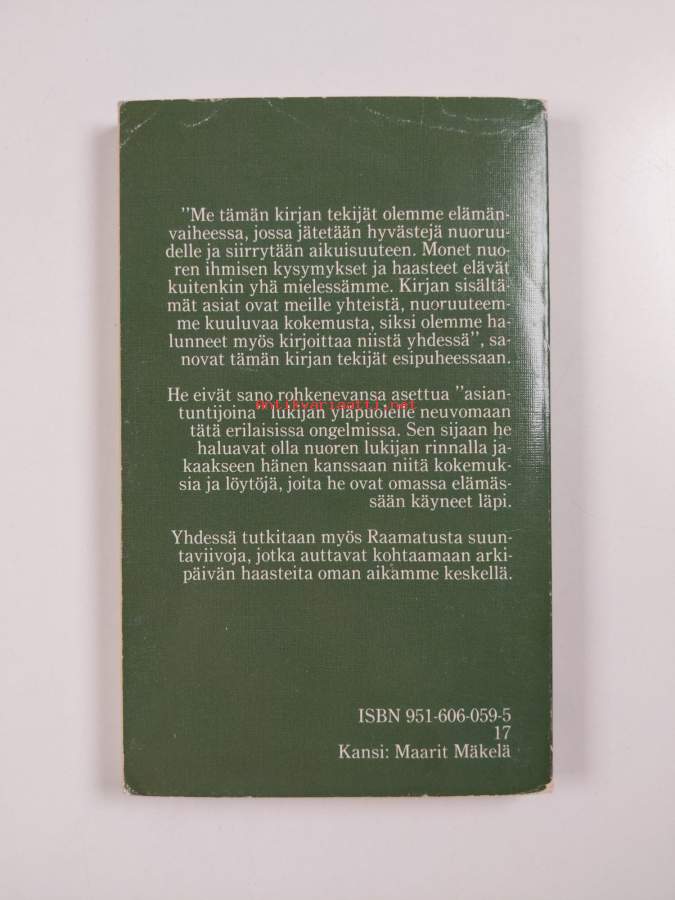 "Me tämän kirjan tekijät olemme elämän-
vaiheessa, jossa jätetään hyvästejä nuoruu-
delle ja siirrytään aikuisuuteen. Monet nuo-
ren ihmisen kysymykset ja haasteet elävät
kuitenkin yhä mielessämme. Kirjan sisältä-
mät asiat ovat meille yhteistä, nuoruuteem-
me kuuluvaa kokemusta, siksi olemme ha-
lunneet myös kirjoittaa niistä yhdessä", sa-
novat tämän kirjan tekijät esipuheessaan.
He eivät sano rohkenevansa asettua "asian-
tuntijoina" lukijan yläpuolelle neuvomaan
Antikvariaatti.net
tätä erilaisissa ongelmissa. Sen sijaan he
haluavat olla nuoren lukijan rinnalla ja-
kaakseen hänen kanssaan niitä kokemuk-
sia ja löytöjä, joita he ovat omassa elämäs-
sään käyneet läpi.
Yhdessä tutkitaan myös Raamatusta suun-
taviivoja, jotka auttavat kohtaamaan arki-
päivän haasteita oman aikamme keskellä.
ISBN 951-606-059-5
17
Kansi: Maarit Mäkelä